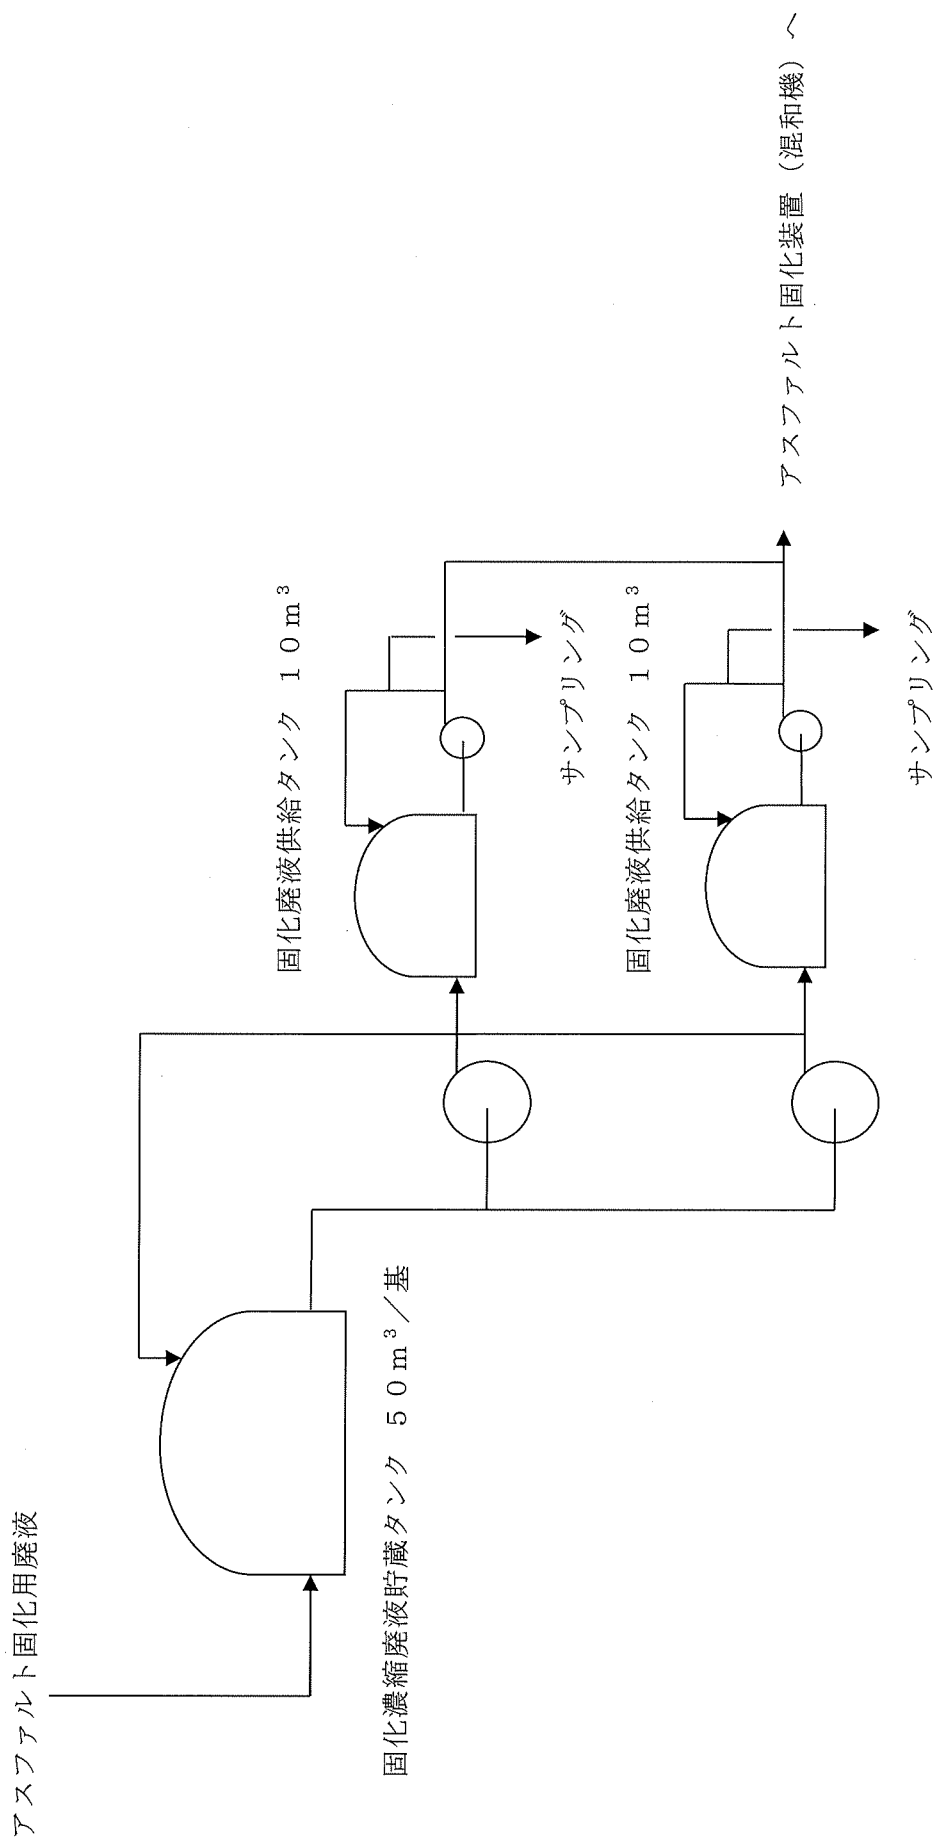 アスファルト固化用廃液
固化濃縮廃液貯蔵タンク　５０ｍ³／基
固化廃液供給タンク　１０ｍ³
サンプリング
固化廃液供給タンク　１０ｍ³
サンプリング
アスファルト固化装置（混和機）へ